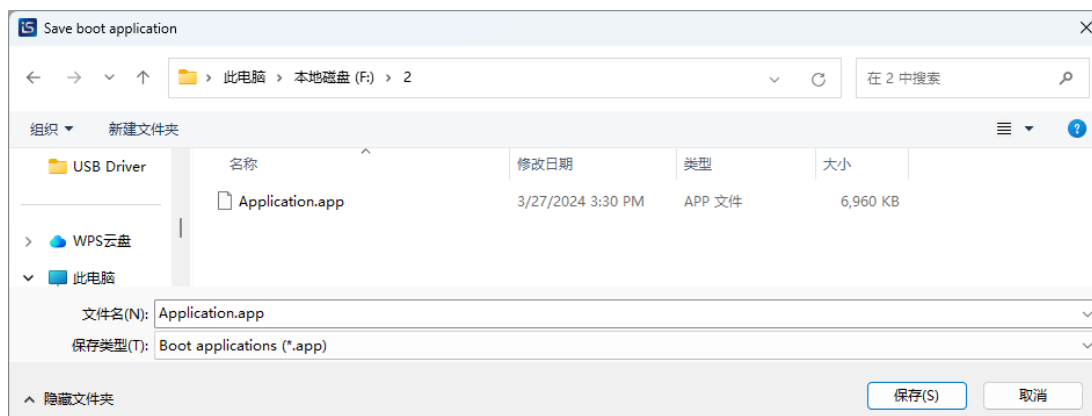 Save boot application
此电脑 › 本地磁盘 (F:) › 2
在 2 中搜索
组织 新建文件夹
USB Driver
名称 修改日期 类型 大小
Application.app 3/27/2024 3:30 PM APP 文件 6,960 KB
WPS云盘
此电脑
文件名(N): Application.app
保存类型(T): Boot applications (*.app)
隐藏文件夹 保存(S) 取消